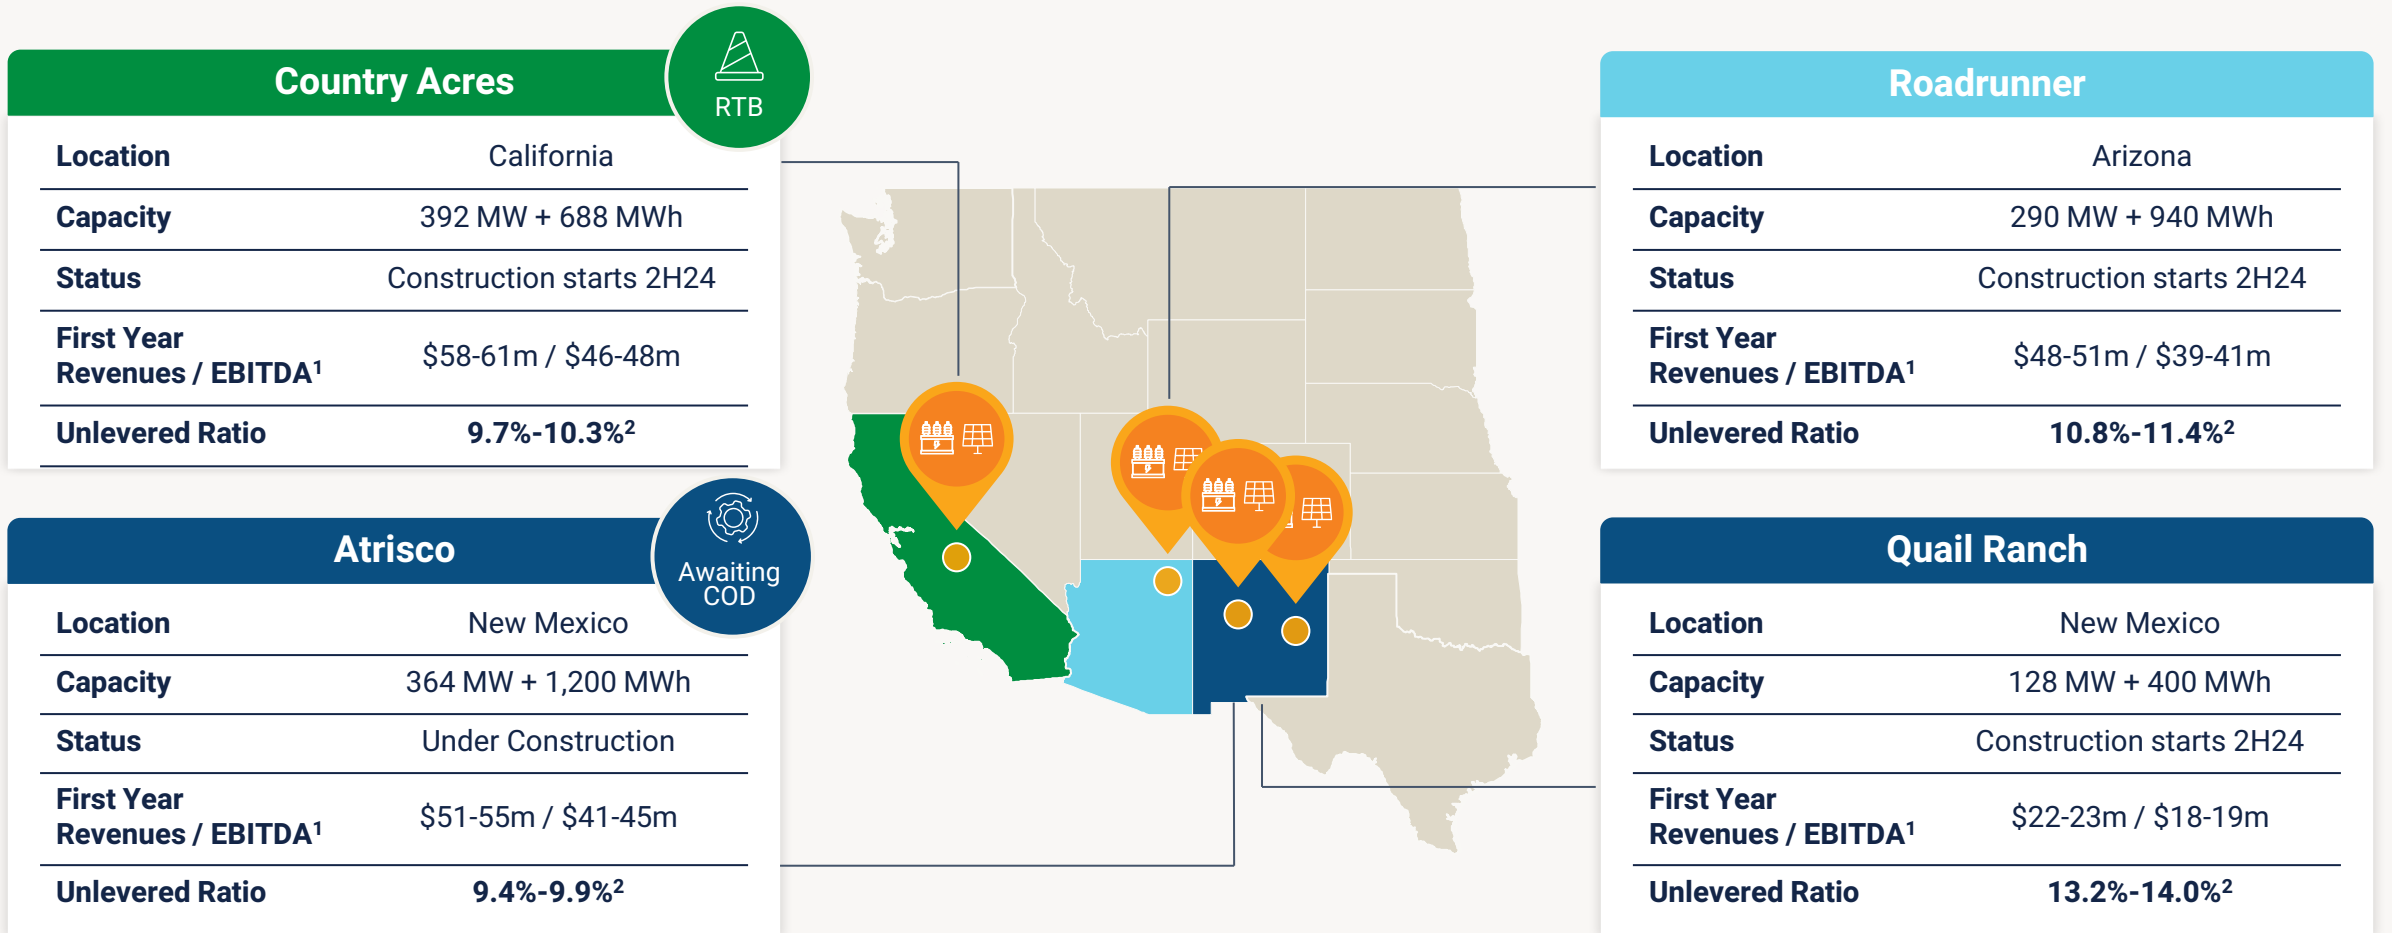 Country Acres
RTB
Location California
Capacity 392 MW + 688 MWh
Status Construction starts 2H24
First Year
Revenues / EBITDA¹ $58-61m / $46-48m
Unlevered Ratio 9.7%-10.3%²
Roadrunner
Location Arizona
Capacity 290 MW + 940 MWh
Status Construction starts 2H24
First Year
Revenues / EBITDA¹ $48-51m / $39-41m
Unlevered Ratio 10.8%-11.4%²
Atrisco
Awaiting
COD
Location New Mexico
Capacity 364 MW + 1,200 MWh
Status Under Construction
First Year
Revenues / EBITDA¹ $51-55m / $41-45m
Unlevered Ratio 9.4%-9.9%²
Quail Ranch
Location New Mexico
Capacity 128 MW + 400 MWh
Status Construction starts 2H24
First Year
Revenues / EBITDA¹ $22-23m / $18-19m
Unlevered Ratio 13.2%-14.0%²